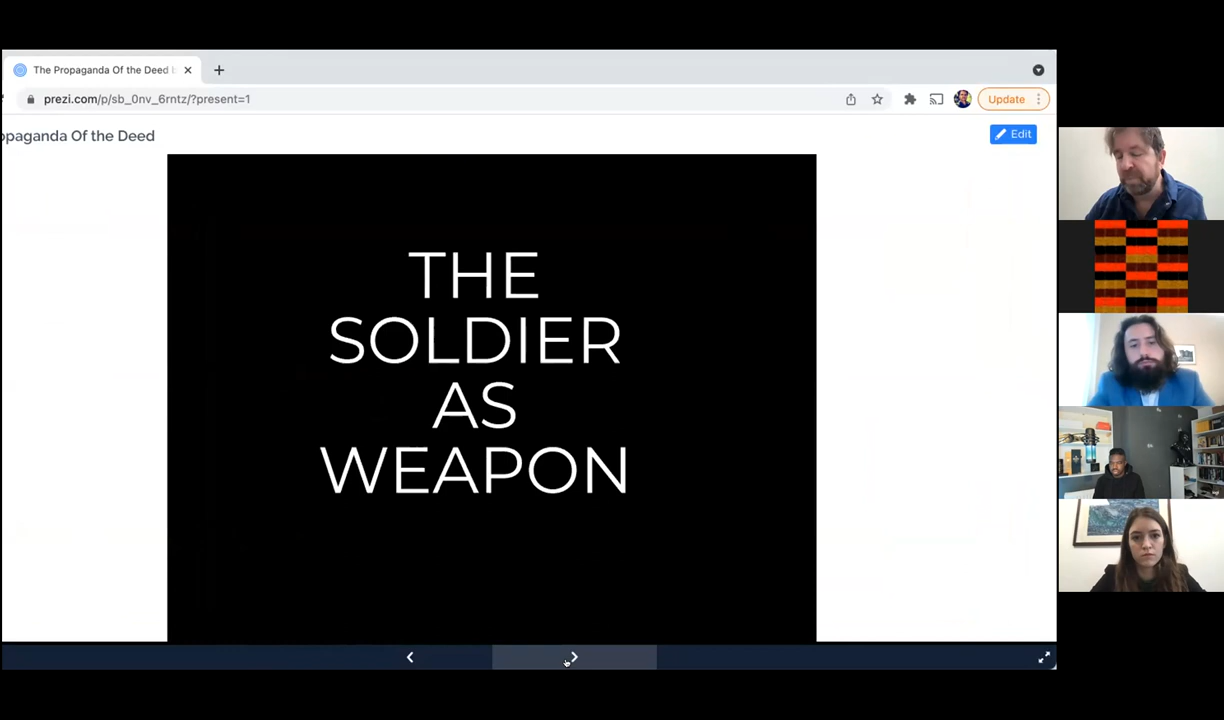 The Propaganda Of the Deed
prezi.com/p/sb_0nv_6rntz/?present=1
Update
opaganda Of the Deed
Edit
THE
SOLDIER
AS
WEAPON